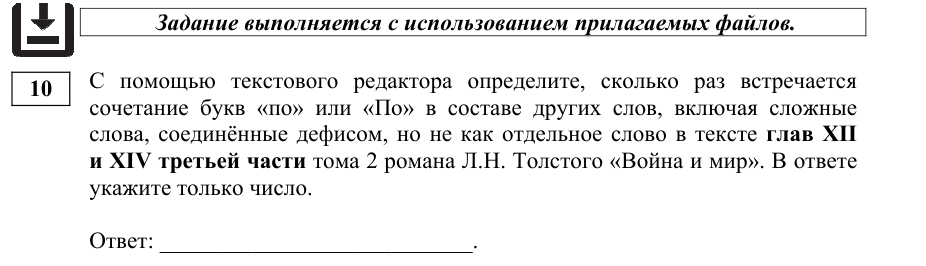 Задание выполняется с использованием прилагаемых файлов.
10
С помощью текстового редактора определите, сколько раз встречается
сочетание букв «по» или «По» в составе других слов, включая сложные
слова, соединённые дефисом, но не как отдельное слово в тексте глав XII
и XIV третьей части тома 2 романа Л.Н. Толстого «Война и мир». В ответе
укажите только число.
Ответ: ___________________________.